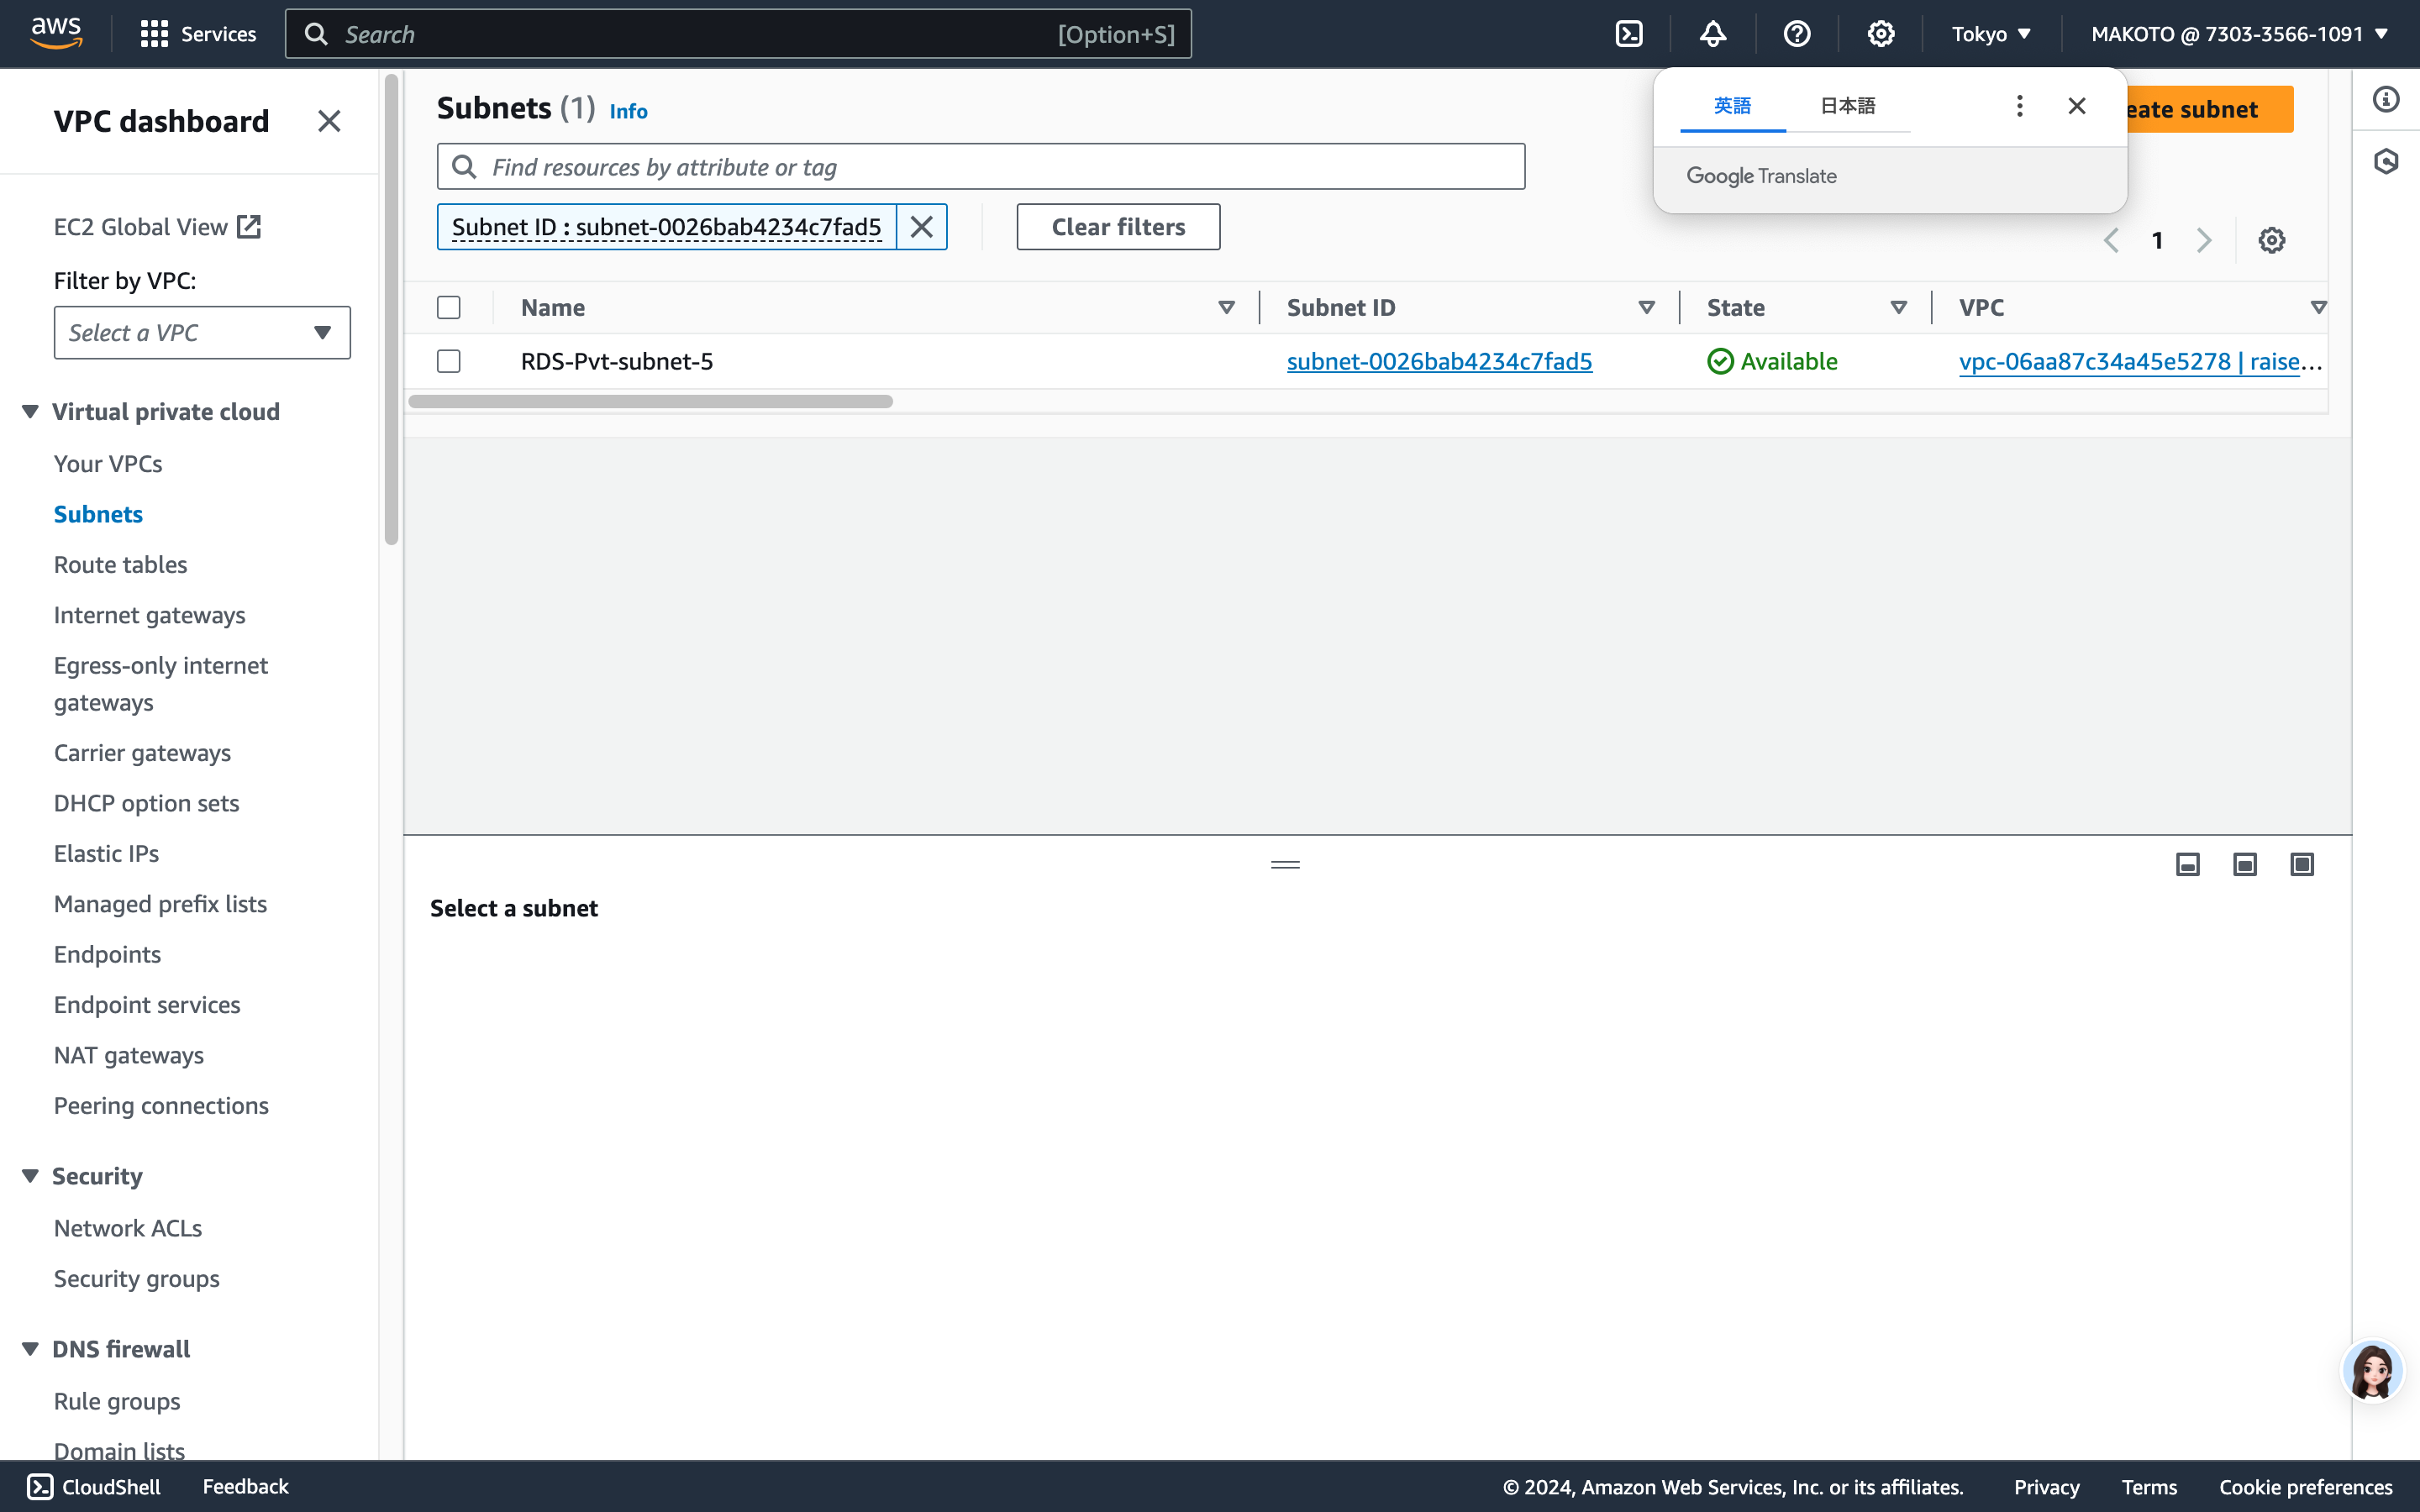 aws
Services
Search
[Option+S]
Tokyo
MAKOTO @ 7303-3566-1091
VPC dashboard
EC2 Global View
Filter by VPC:
Select a VPC
Virtual private cloud
Your VPCs
Subnets
Route tables
Internet gateways
Egress-only internet
gateways
Carrier gateways
DHCP option sets
Elastic IPs
Managed prefix lists
Endpoints
Endpoint services
NAT gateways
Peering connections
Security
Network ACLs
Security groups
DNS firewall
Rule groups
Domain lists
Subnets (1) Info
Find resources by attribute or tag
Subnet ID : subnet-0026bab4234c7fad5
Clear filters
英語
日本語
Google Translate
eate subnet
1
Name
Subnet ID
State
VPC
RDS-Pvt-subnet-5
subnet-0026bab4234c7fad5
Available
vpc-06aa87c34a45e5278 | raise...
Select a subnet
CloudShell
Feedback
© 2024, Amazon Web Services, Inc. or its affiliates.
Privacy
Terms
Cookie preferences